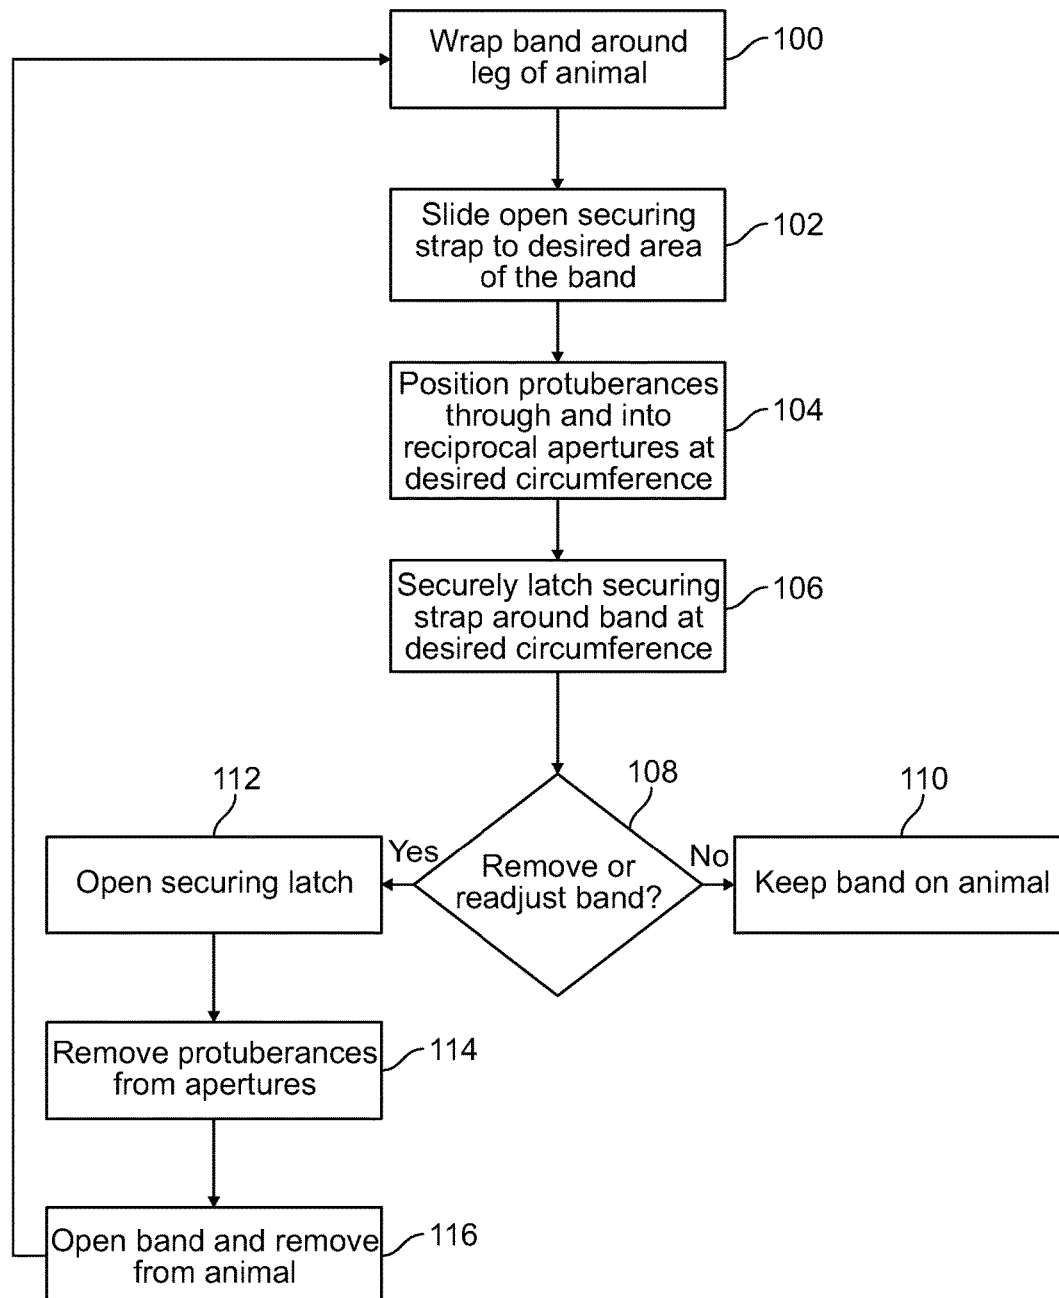 Wrap band around
leg of animal
100
Slide open securing
strap to desired area
of the band
102
Position protuberances
through and into
reciprocal apertures at
desired circumference
104
Securely latch securing
strap around band at
desired circumference
106
108
Remove or
readjust band?
Yes
No
110
Keep band on animal
112
Open securing latch
Remove protuberances
from apertures
114
Open band and remove
from animal
116